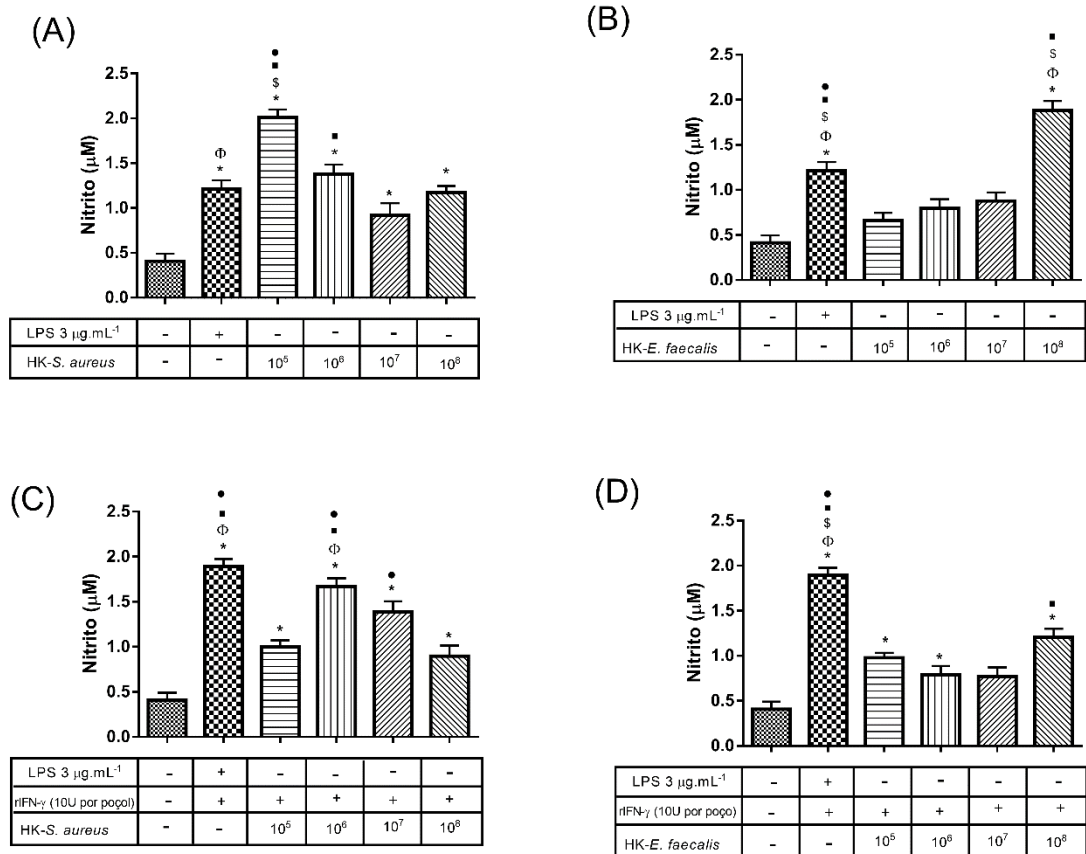 (A)
Nitrito (μM)
2.5
2.0
1.5
1.0
0.5
0.0
Φ
*
●
■
$
*
■
*
*
*
LPS 3 μg.mL⁻¹ - + - - - -
HK-S. aureus - - 10⁵ 10⁶ 10⁷ 10⁸
(B)
Nitrito (μM)
2.5
2.0
1.5
1.0
0.5
0.0
●
■
$
Φ
*
■
$
Φ
*
LPS 3 μg.mL⁻¹ - + - - - -
HK-E. faecalis - - 10⁵ 10⁶ 10⁷ 10⁸
(C)
Nitrito (μM)
2.5
2.0
1.5
1.0
0.5
0.0
●
■
Φ
*
*
●
■
Φ
*
●
*
*
LPS 3 μg.mL⁻¹ - + - - - -
rIFN-γ (10U por poçol) - + + + + +
HK-S. aureus - - 10⁵ 10⁶ 10⁷ 10⁸
(D)
Nitrito (μM)
2.5
2.0
1.5
1.0
0.5
0.0
●
■
$
Φ
*
*
*
■
*
LPS 3 μg.mL⁻¹ - + - - - -
rIFN-γ (10U por poço) - + + + + +
HK-E. faecalis - - 10⁵ 10⁶ 10⁷ 10⁸